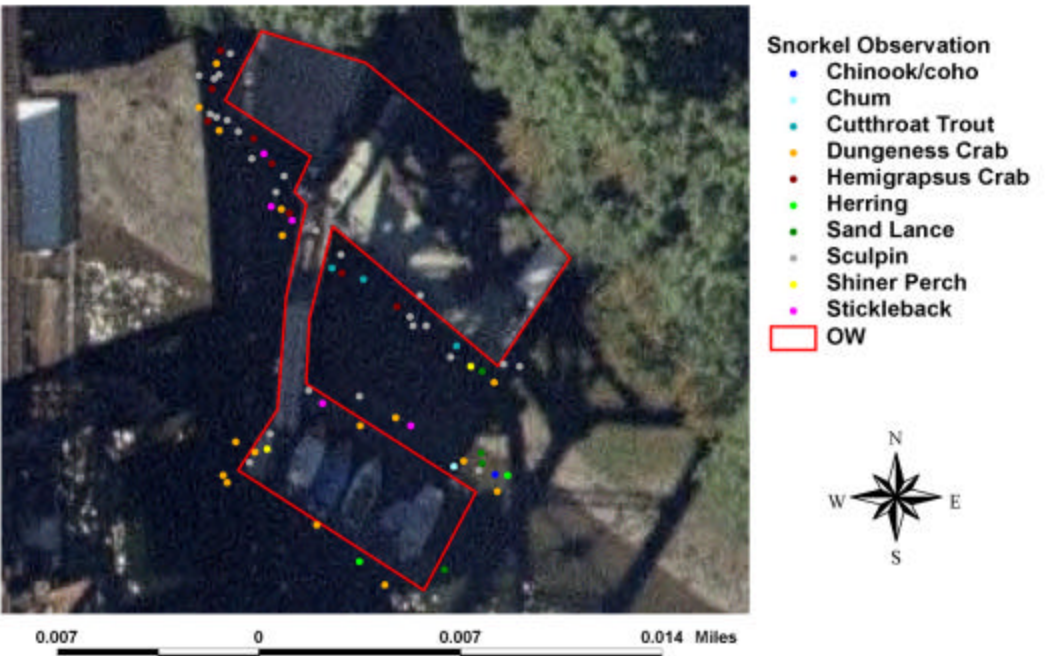 Snorkel Observation
Chinook/coho
Chum
Cutthroat Trout
Dungeness Crab
Hemigrapsus Crab
Herring
Sand Lance
Sculpin
Shiner Perch
Stickleback
OW
N
W E
S
0.007 0 0.007 0.014 Miles